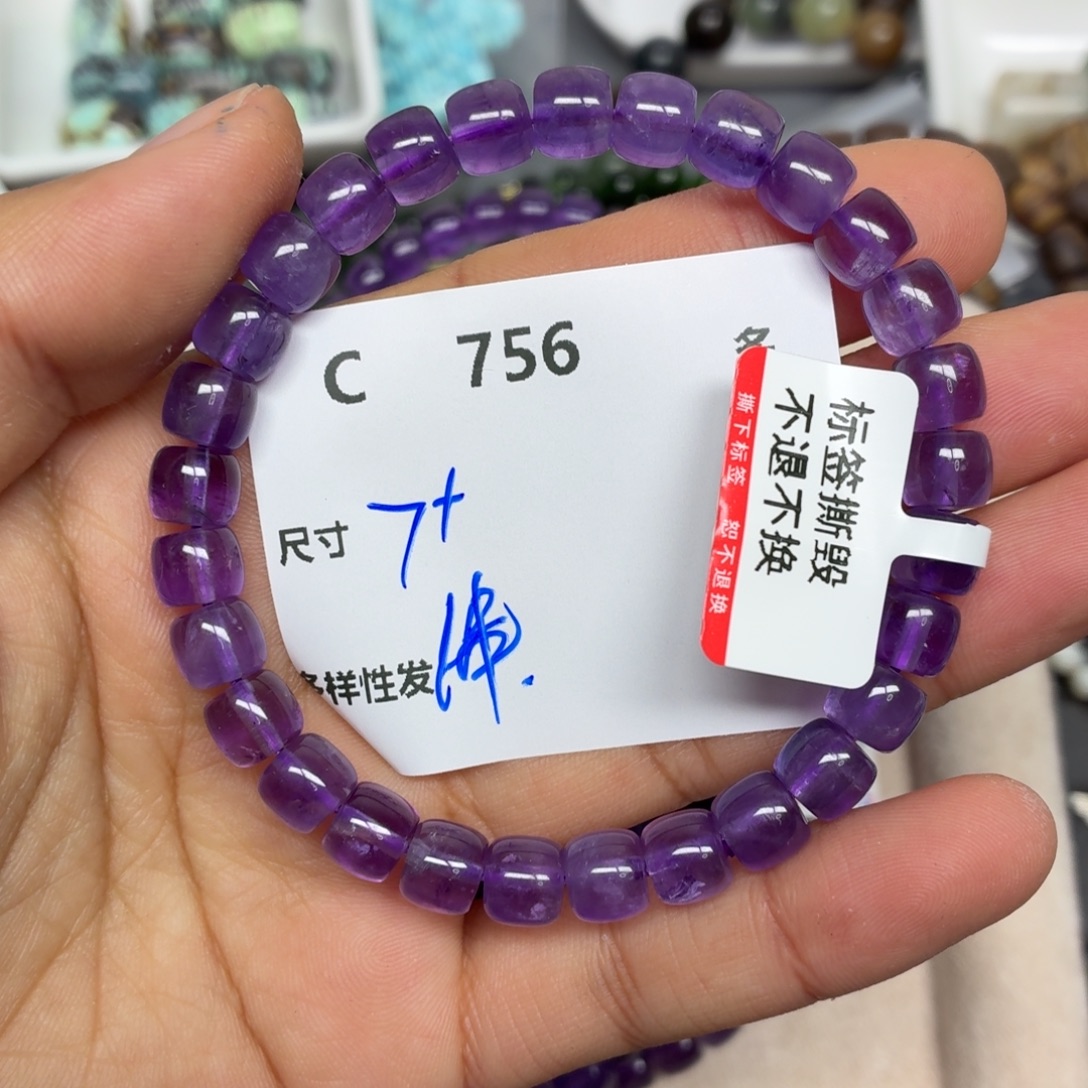 C 756
尺寸 7+
多样性发
标签撕毁
不退不换
撕下标签 恕不退换